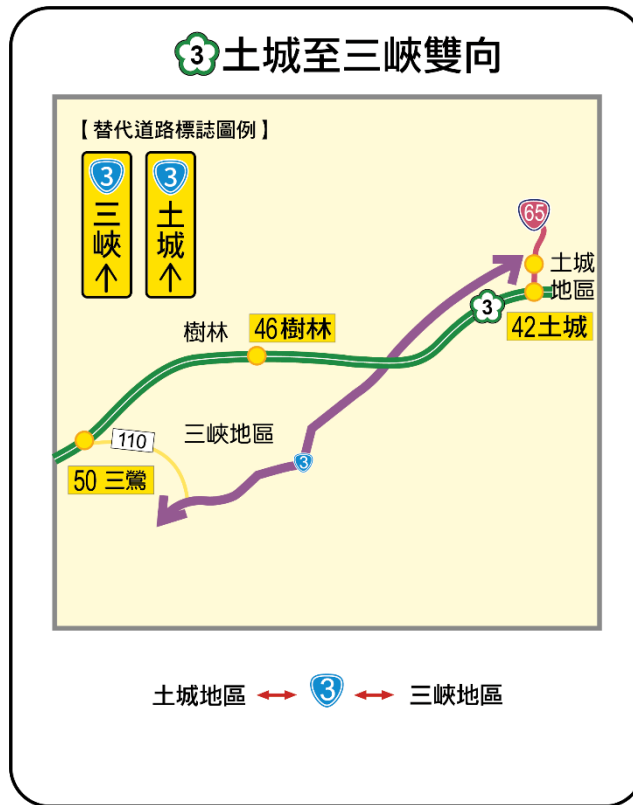 3土城至三峽雙向
【替代道路標誌圖例】
3三峽↑
3土城↑
65
土城
地區
3
42土城
樹林
46樹林
110
三峽地區
3
50 三鶯
土城地區 ↔ 3 ↔ 三峽地區